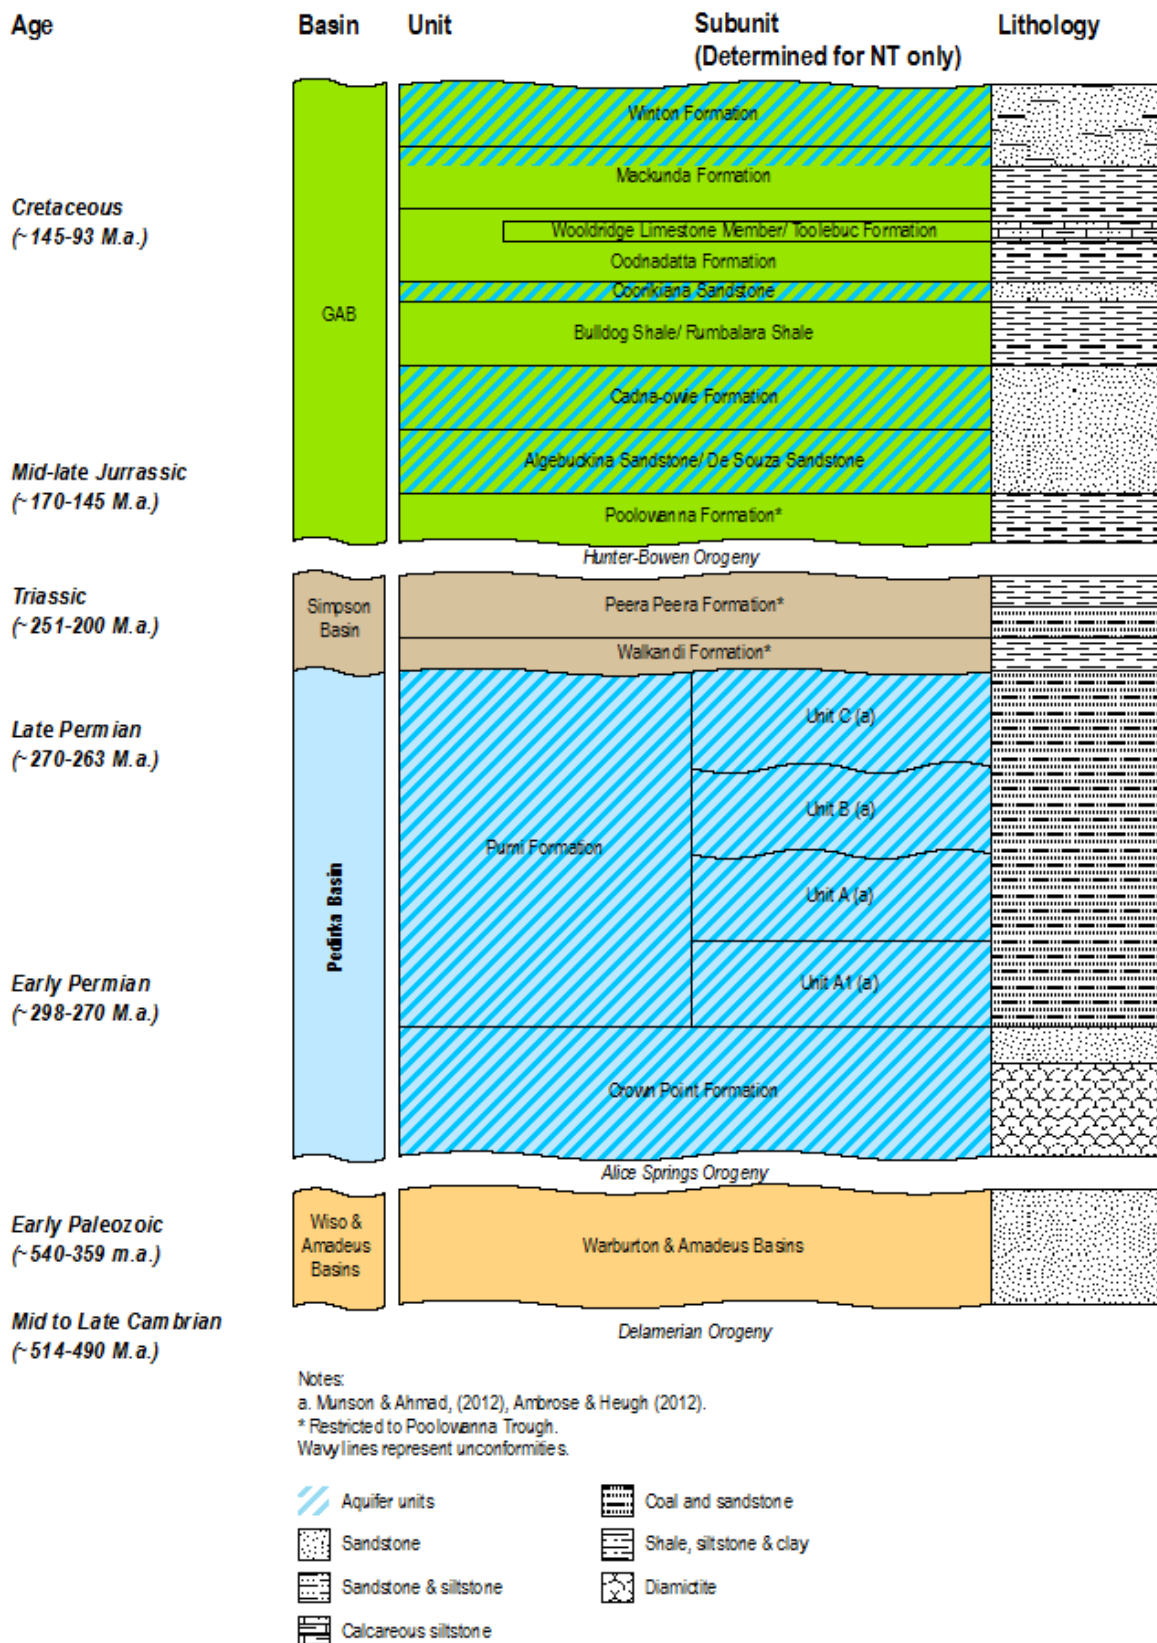 Age
Basin
Unit
Subunit
(Determined for NT only)
Lithology
Cretaceous
(~145-93 M.a.)
Mid-late Jurrassic
(~170-145 M.a.)
Triassic
(~251-200 M.a.)
Late Permian
(~270-263 M.a.)
Early Permian
(~298-270 M.a.)
Early Paleozoic
(~540-359 m.a.)
Mid to Late Cambrian
(~514-490 M.a.)
GAB
Simpson
Basin
Pedirka Basin
Wiso &
Amadeus
Basins
Winton Formation
Mackunda Formation
Wooldridge Limestone Member/ Toolebuc Formation
Oodnadatta Formation
Coorikiana Sandstone
Bulldog Shale/ Rumbalara Shale
Cadna-owie Formation
Algebuckina Sandstone/ De Souza Sandstone
Poolowanna Formation*
Hunter-Bowen Orogeny
Peera Peera Formation*
Walkandi Formation*
Purni Formation
Unit C (a)
Unit B (a)
Unit A (a)
Unit A1 (a)
Crown Point Formation
Alice Springs Orogeny
Warburton & Amadeus Basins
Delamerian Orogeny
Notes:
a. Munson & Ahmad, (2012), Ambrose & Heugh (2012).
* Restricted to Poolowanna Trough.
Wavy lines represent unconformities.
Aquifer units
Sandstone
Sandstone & siltstone
Calcareous siltstone
Coal and sandstone
Shale, siltstone & clay
Diamictite